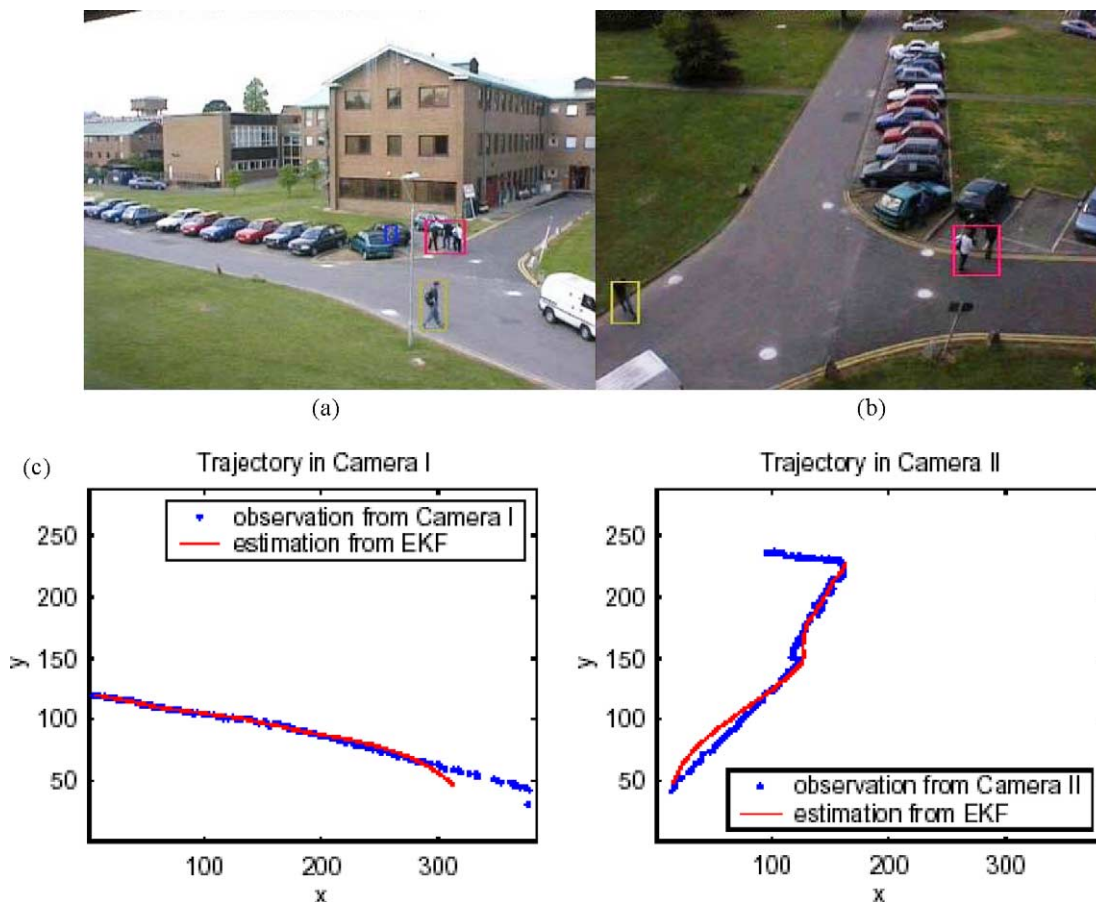 (a)
(b)
(c)
Trajectory in Camera I
observation from Camera I
estimation from EKF
250
200
150
100
50
y
100
200
300
x
Trajectory in Camera II
250
200
150
100
50
y
observation from Camera II
estimation from EKF
100
200
300
x